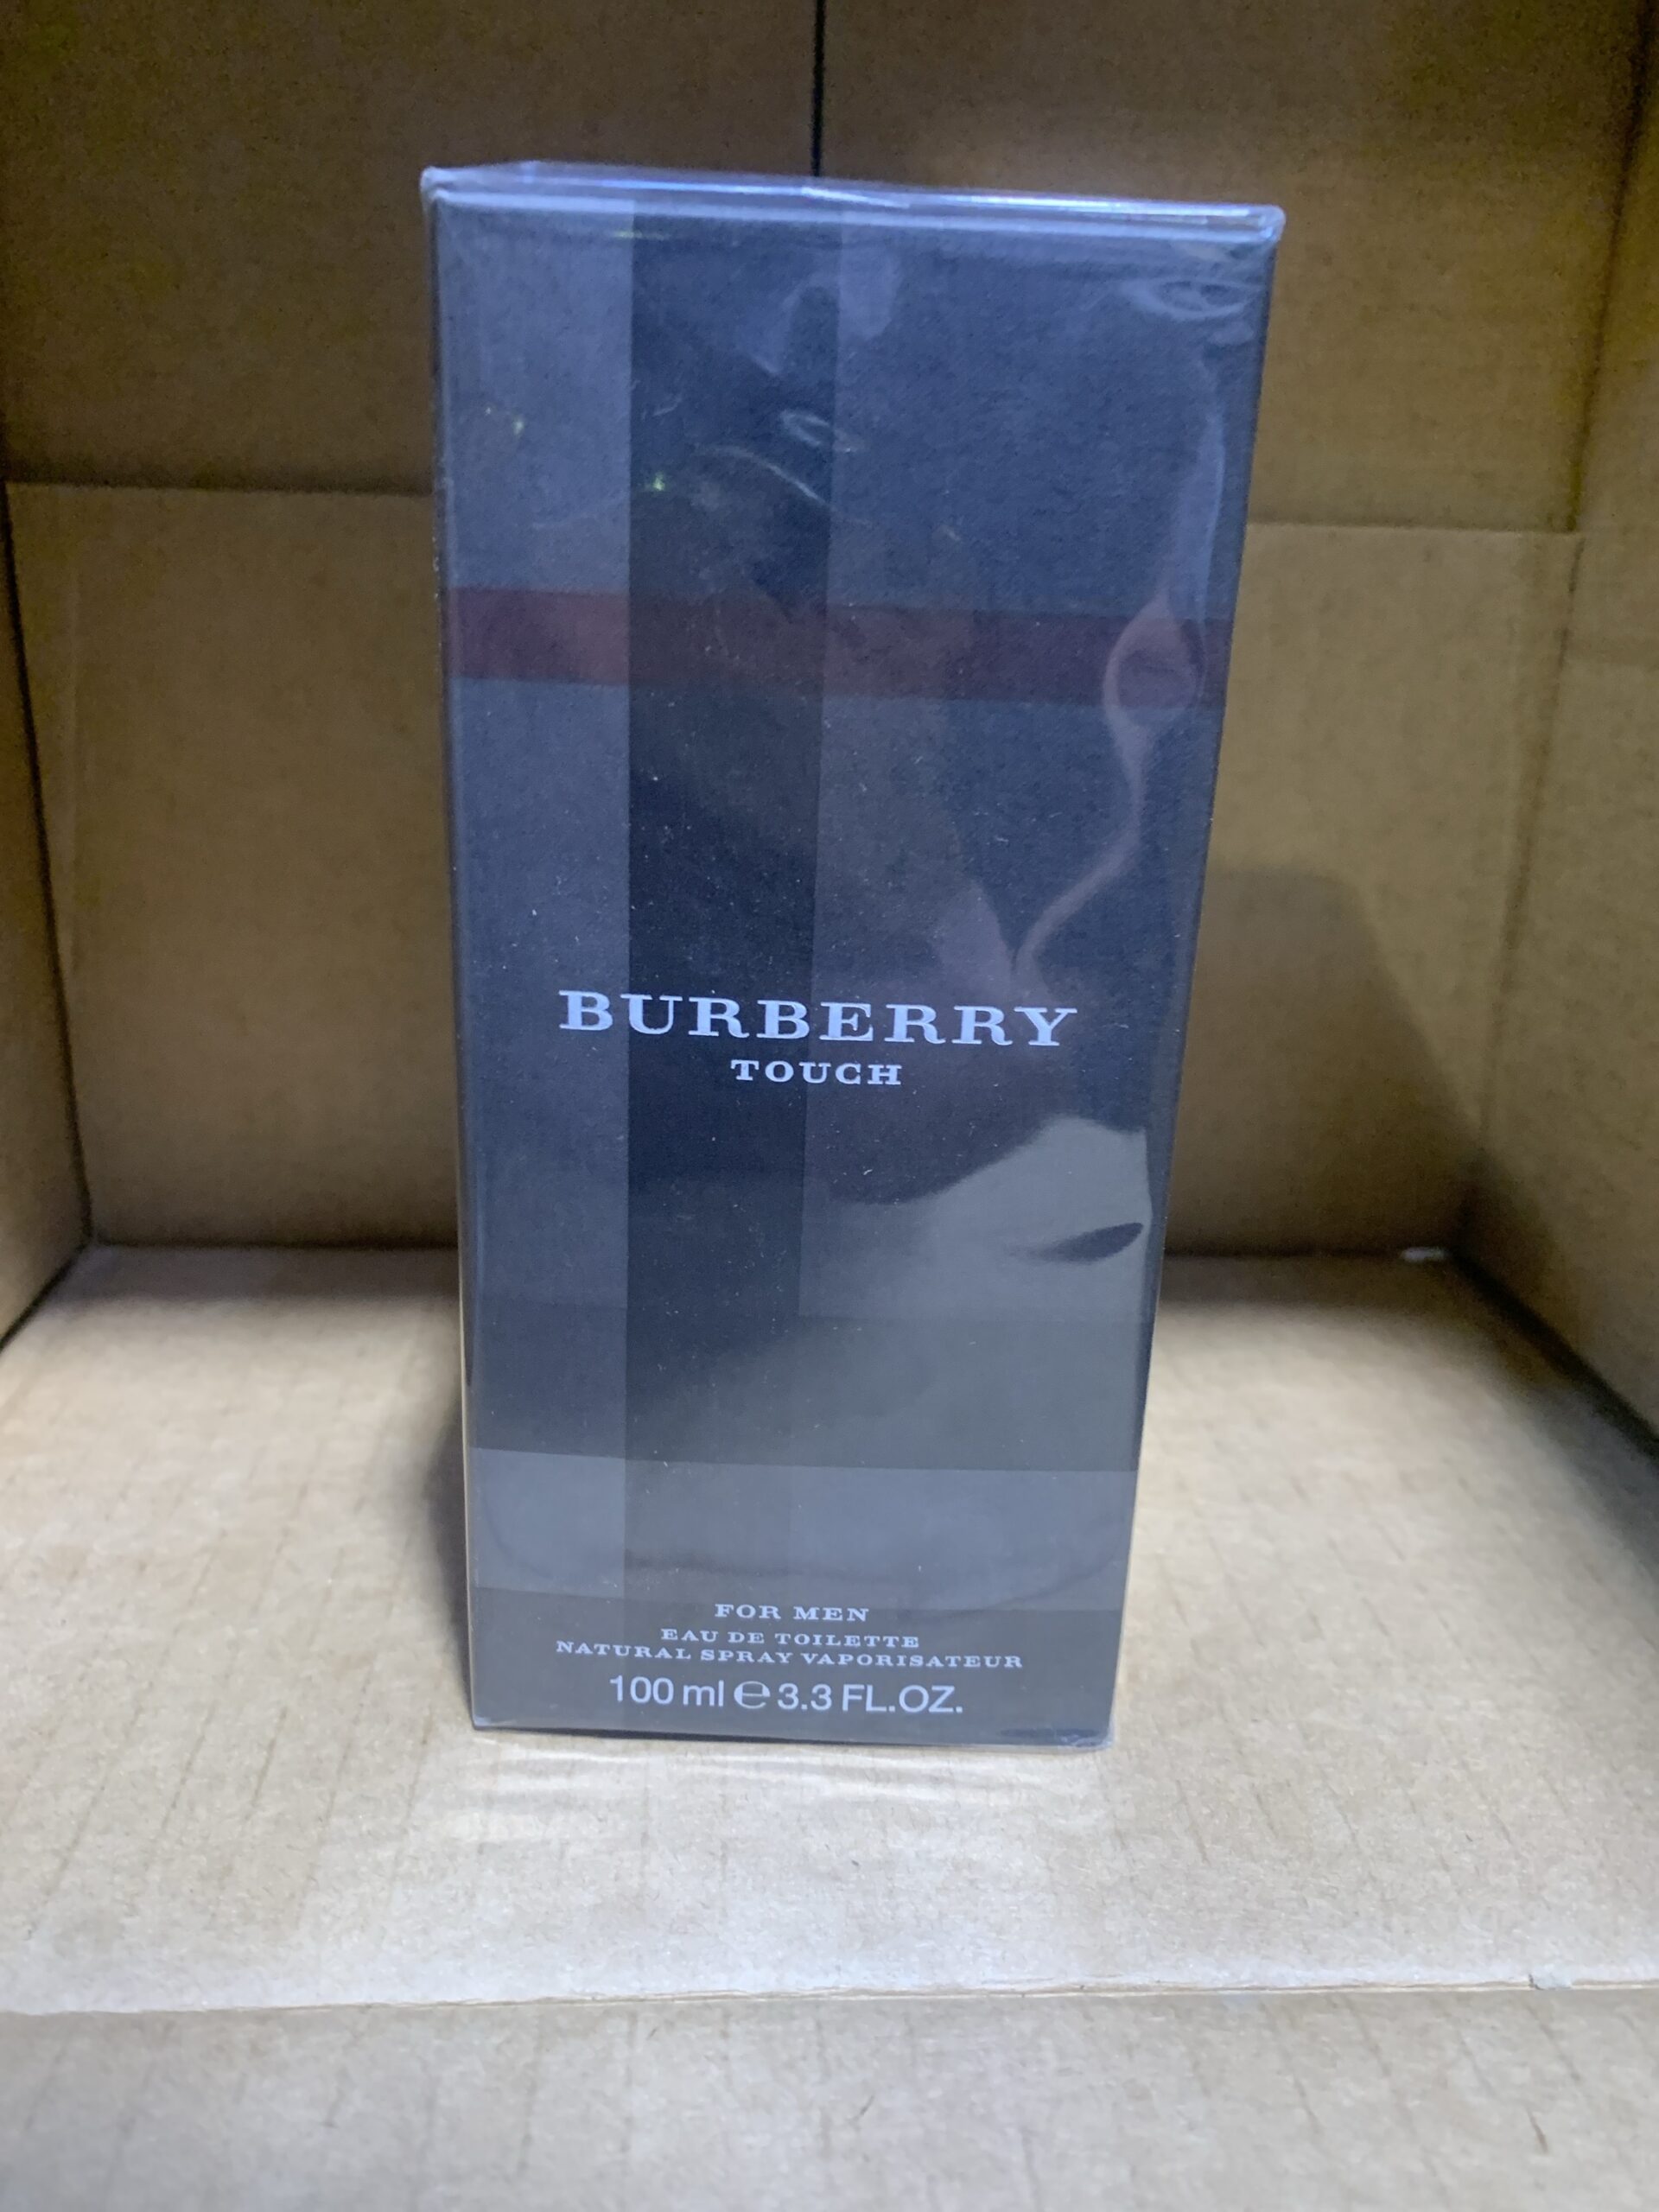 BURBERRY
TOUCH
FOR MEN
EAU DE TOILETTE
NATURAL SPRAY VAPORISATEUR
100 ml ℮ 3.3 FL.OZ.